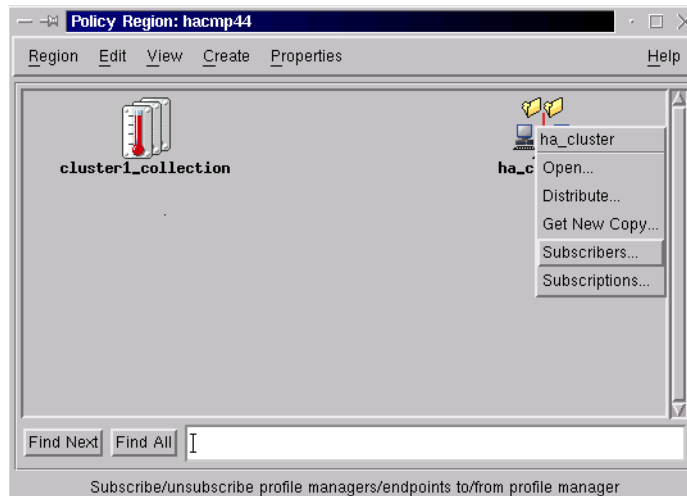 Policy Region: hacmp44
Region Edit View Create Properties Help
cluster1_collection
ha_c
ha_cluster
Open...
Distribute...
Get New Copy...
Subscribers...
Subscriptions...
Find Next Find All
Subscribe/unsubscribe profile managers/endpoints to/from profile manager